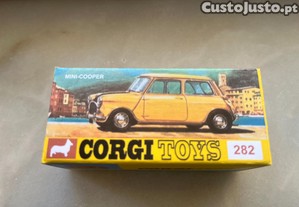 CustoJusto.pt
MINI-COOPER
CORGI TOYS 282